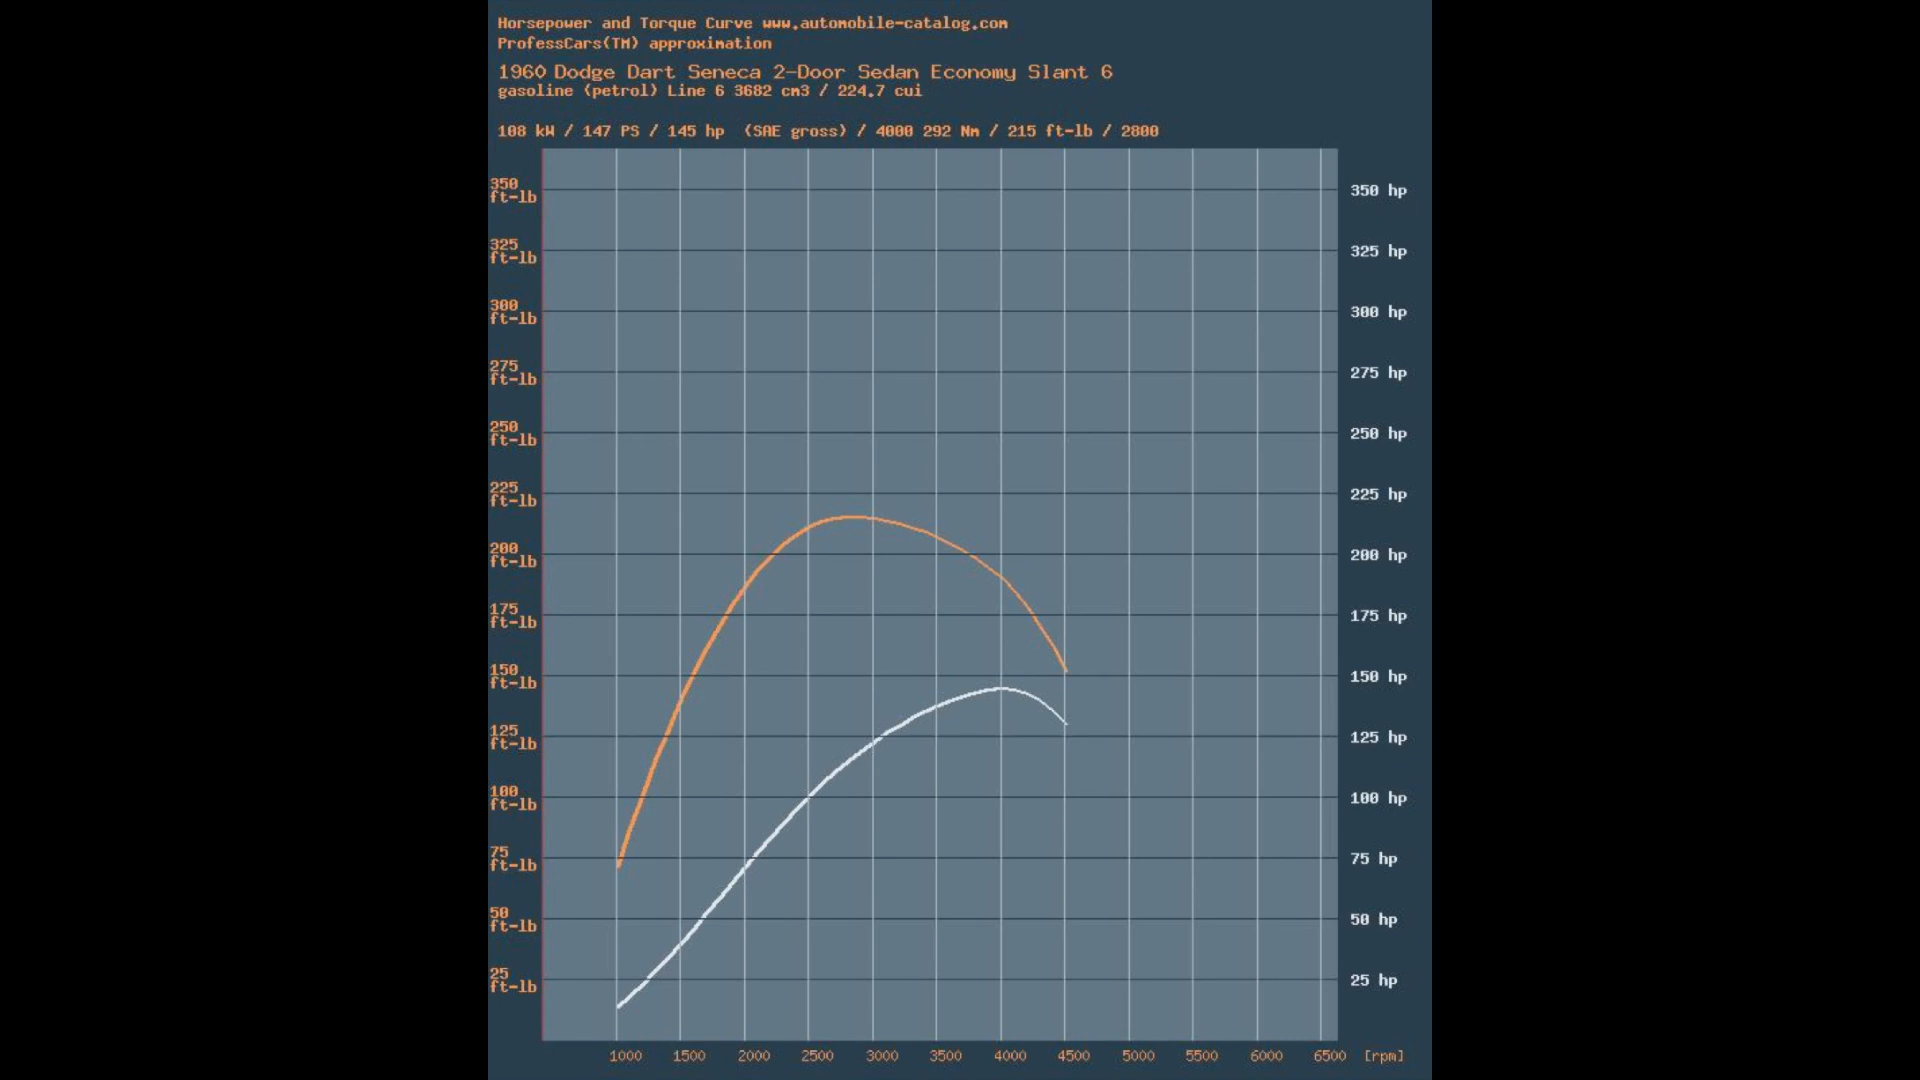 Horsepower and Torque Curve www.automobile-catalog.com
ProfessCars(TM) approximation
1960 Dodge Dart Seneca 2-Door Sedan Economy Slant 6
gasoline (petrol) Line 6 3682 cm3 / 224.7 cui
108 kW / 147 PS / 145 hp (SAE gross) / 4000 292 Nm / 215 ft-lb / 2800
350 ft-lb 350 hp
325 ft-lb 325 hp
300 ft-lb 300 hp
275 ft-lb 275 hp
250 ft-lb 250 hp
225 ft-lb 225 hp
200 ft-lb 200 hp
175 ft-lb 175 hp
150 ft-lb 150 hp
125 ft-lb 125 hp
100 ft-lb 100 hp
75 ft-lb 75 hp
50 ft-lb 50 hp
25 ft-lb 25 hp
1000 1500 2000 2500 3000 3500 4000 4500 5000 5500 6000 6500 [rpm]